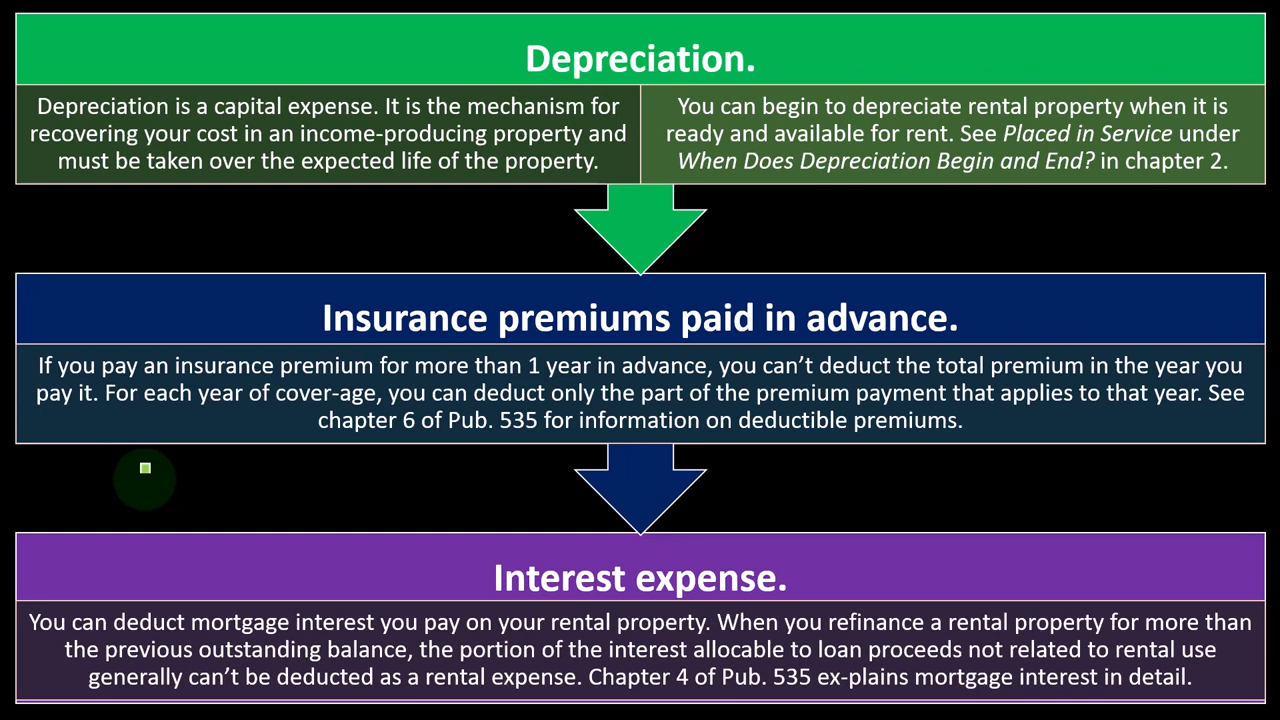 Depreciation.
Depreciation is a capital expense. It is the mechanism for
recovering your cost in an income-producing property and
must be taken over the expected life of the property.
You can begin to depreciate rental property when it is
ready and available for rent. See Placed in Service under
When Does Depreciation Begin and End? in chapter 2.
Insurance premiums paid in advance.
If you pay an insurance premium for more than 1 year in advance, you can’t deduct the total premium in the year you
pay it. For each year of cover-age, you can deduct only the part of the premium payment that applies to that year. See
chapter 6 of Pub. 535 for information on deductible premiums.
Interest expense.
You can deduct mortgage interest you pay on your rental property. When you refinance a rental property for more than
the previous outstanding balance, the portion of the interest allocable to loan proceeds not related to rental use
generally can’t be deducted as a rental expense. Chapter 4 of Pub. 535 ex-plains mortgage interest in detail.